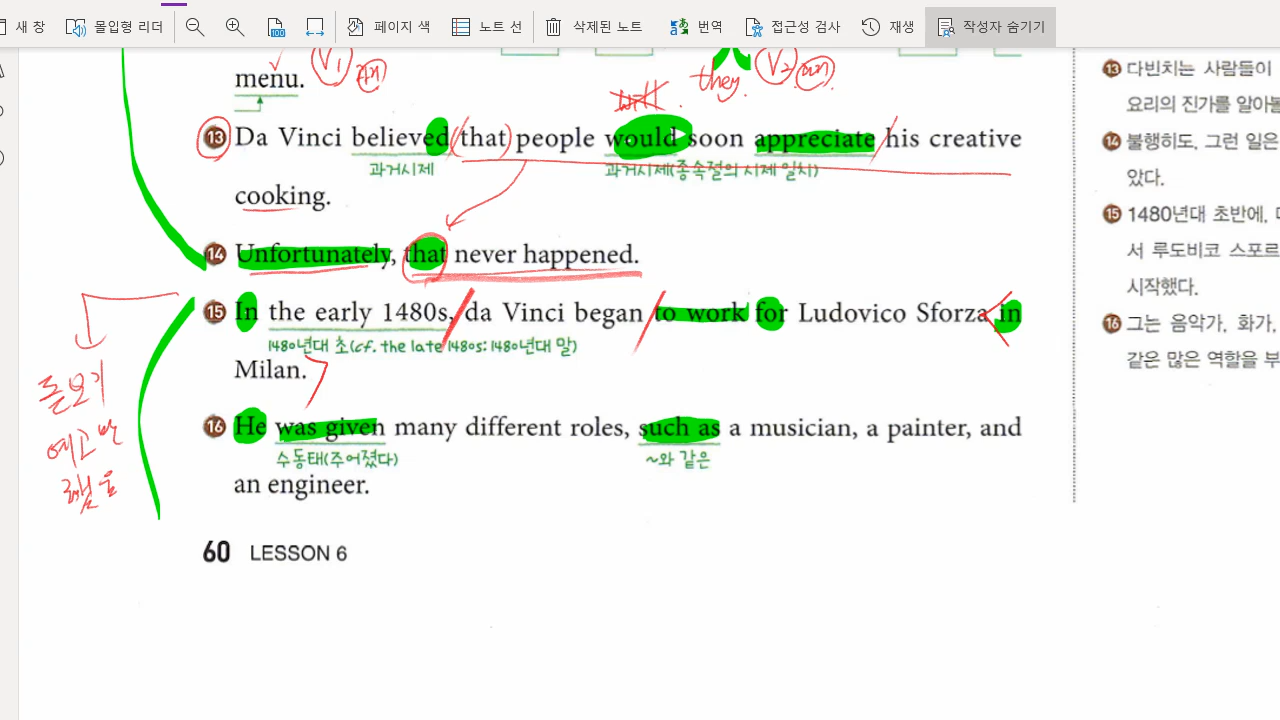 새 창 몰입형 리더 페이지 색 노트 선 삭제된 노트 번역 접근성 검사 재생 작성자 숨기기
menu. V₁
they. V₂
will.
⑬ Da Vinci believed that people would soon appreciate his creative
과거시제 과거시제(종속절의 시제 일치)
cooking.
⑭ Unfortunately, that never happened.
⑮ In the early 1480s, da Vinci began to work for Ludovico Sforza in
1480년대 초(cf. the late 1480s: 1480년대 말)
Milan.
⑯ He was given many different roles, such as a musician, a painter, and
수동태(주어졌다) ~와 같은
an engineer.
60 LESSON 6
돌보기
⑬ 다빈치는 사람들이
요리의 진가를 알아볼
⑭ 불행히도, 그런 일은
았다.
⑮ 1480년대 초반에,
서 루도비코 스포르
시작했다.
⑯ 그는 음악가, 화가,
같은 많은 역할을 부